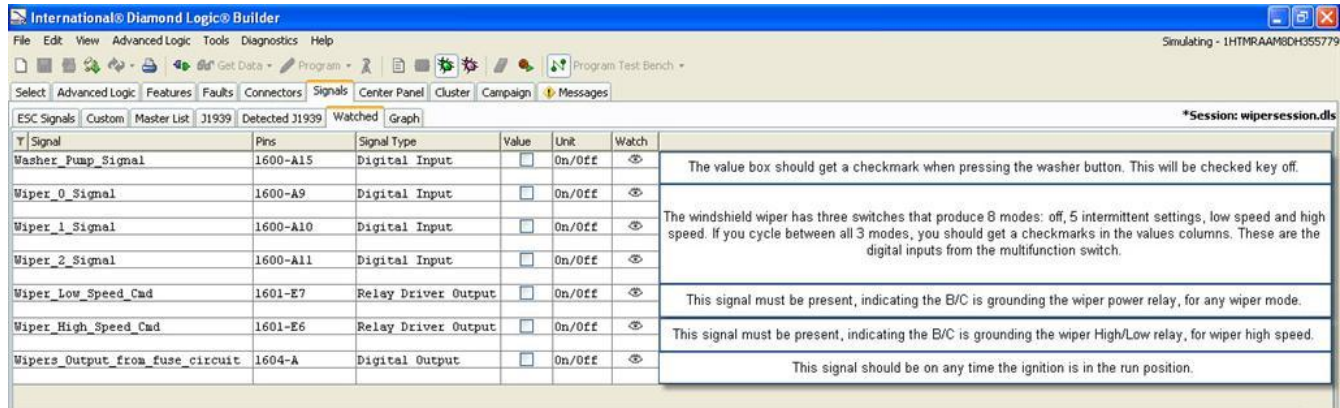 International® Diamond Logic® Builder
File Edit View Advanced Logic Tools Diagnostics Help
Simulating - 1HTMRAAM8DH355779
Get Data Program Program Test Bench
Select Advanced Logic Features Faults Connectors Signals Center Panel Cluster Campaign Messages
ESC Signals Custom Master List J1939 Detected J1939 Watched Graph
*Session: wipersession.dls
Signal Pins Signal Type Value Unit Watch
Washer_Pump_Signal 1600-A15 Digital Input On/Off
The value box should get a checkmark when pressing the washer button. This will be checked key off.
Wiper_0_Signal 1600-A9 Digital Input On/Off
Wiper_1_Signal 1600-A10 Digital Input On/Off
Wiper_2_Signal 1600-A11 Digital Input On/Off
The windshield wiper has three switches that produce 8 modes: off, 5 intermittent settings, low speed and high
speed. If you cycle between all 3 modes, you should get a checkmarks in the values columns. These are the
digital inputs from the multifunction switch.
Wiper_Low_Speed_Cmd 1601-E7 Relay Driver Output On/Off
This signal must be present, indicating the B/C is grounding the wiper power relay, for any wiper mode.
Wiper_High_Speed_Cmd 1601-E6 Relay Driver Output On/Off
This signal must be present, indicating the B/C is grounding the wiper High/Low relay, for wiper high speed.
Wipers_Output_from_fuse_circuit 1604-A Digital Output On/Off
This signal should be on any time the ignition is in the run position.